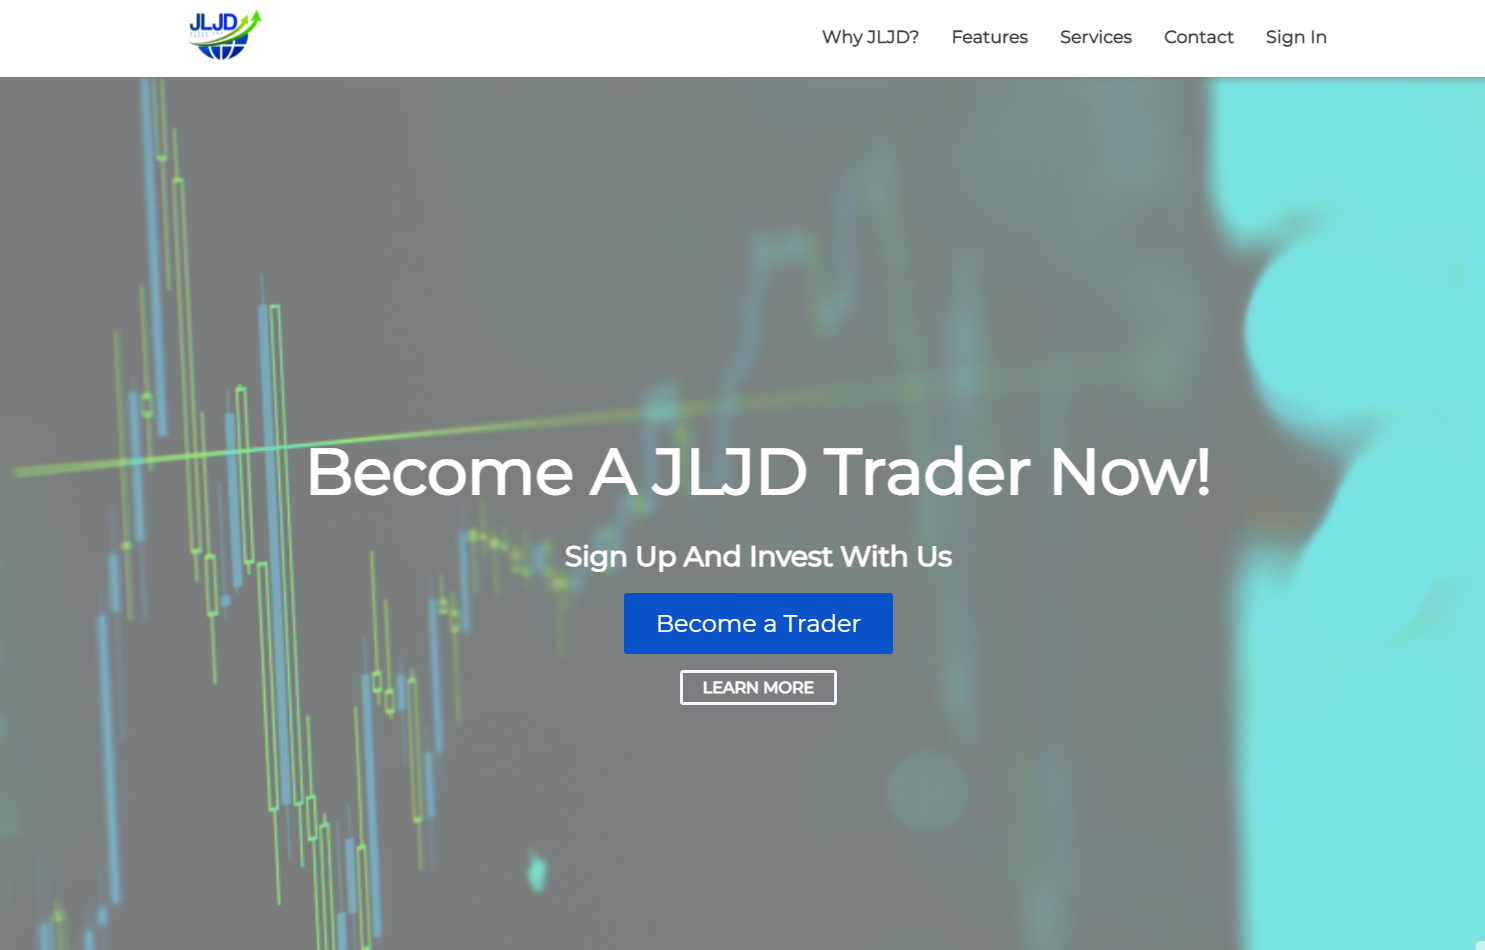 JLJD
Why JLJD? Features Services Contact Sign In
Become A JLJD Trader Now!
Sign Up And Invest With Us
Become a Trader
LEARN MORE